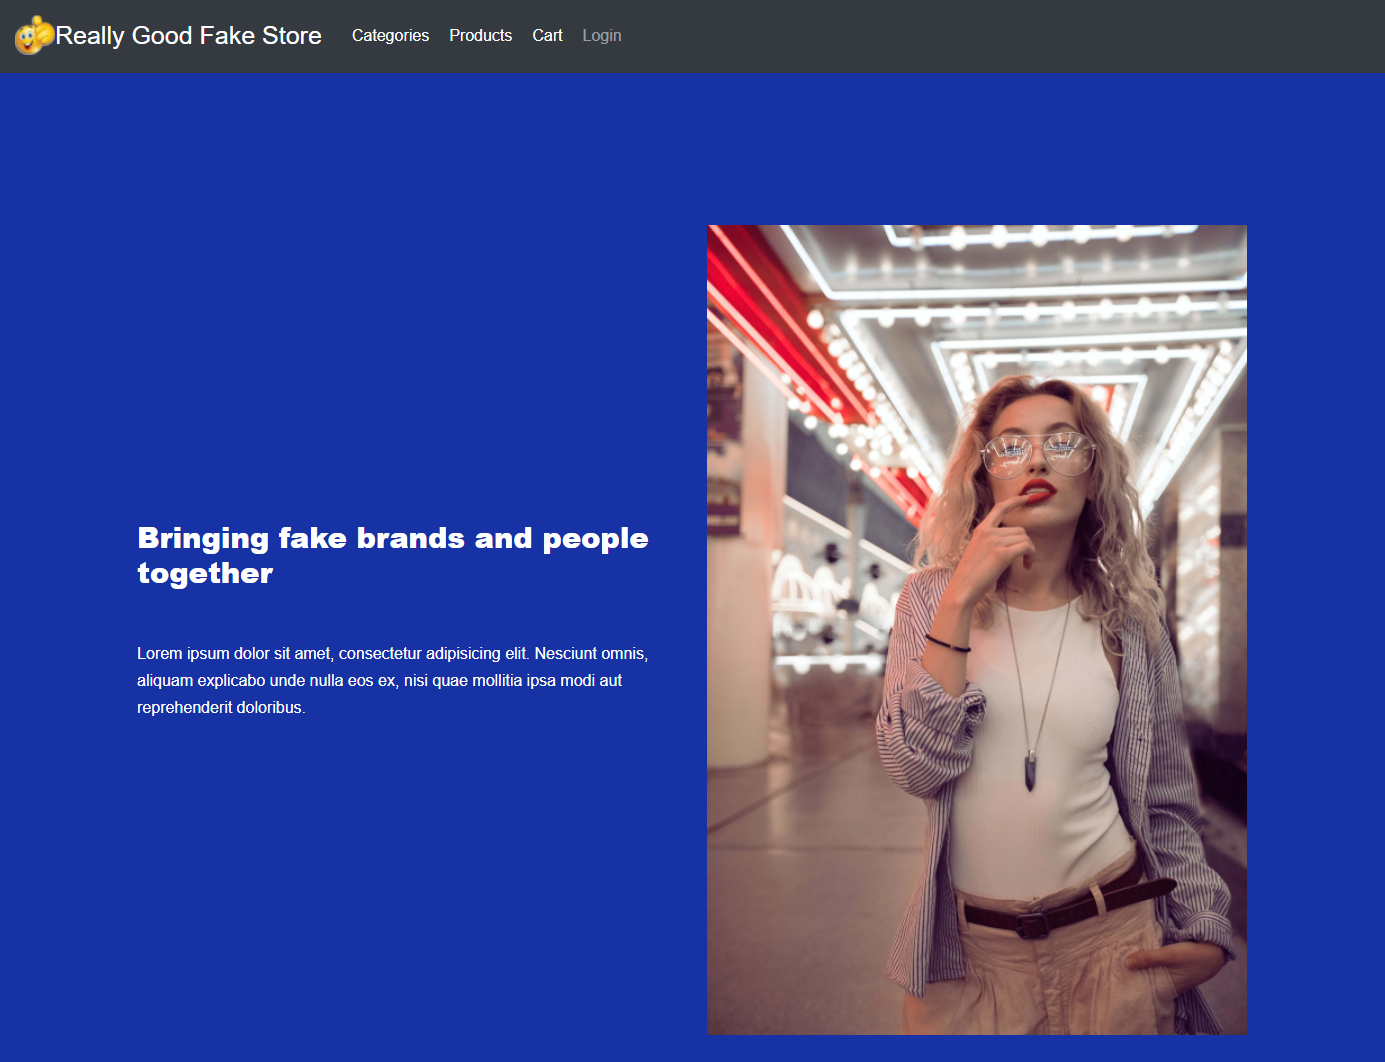 Really Good Fake Store
Categories
Products
Cart
Login
Bringing fake brands and people
together
Lorem ipsum dolor sit amet, consectetur adipisicing elit. Nesciunt omnis,
aliquam explicabo unde nulla eos ex, nisi quae mollitia ipsa modi aut
reprehenderit doloribus.